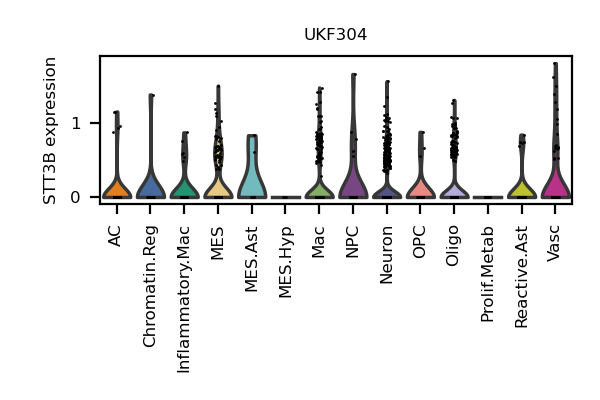 UKF304
STT3B expression
1
0
AC
Chromatin.Reg
Inflammatory.Mac
MES
MES.Ast
MES.Hyp
Mac
NPC
Neuron
OPC
Oligo
Prolif.Metab
Reactive.Ast
Vasc